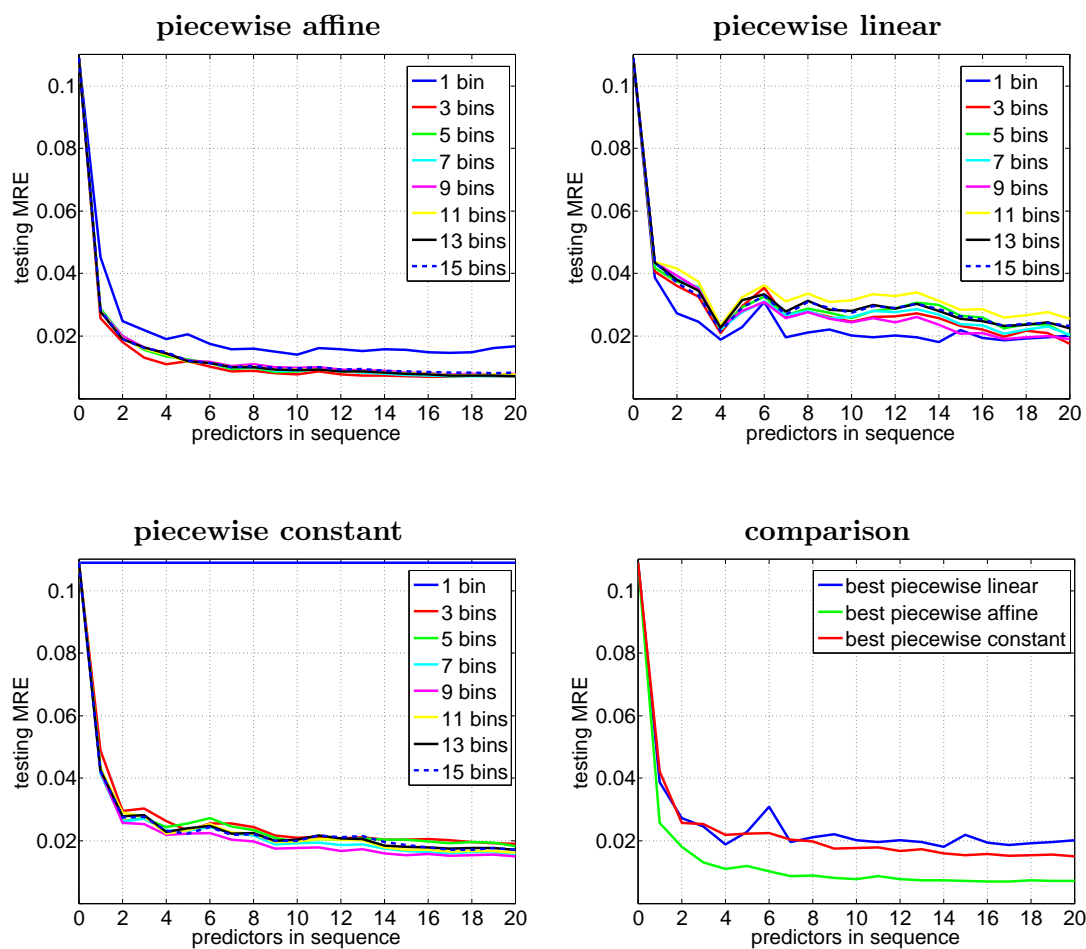 piecewise affine
0.1
0.08
0.06
0.04
0.02
testing MRE
1 bin
3 bins
5 bins
7 bins
9 bins
11 bins
13 bins
15 bins
0 2 4 6 8 10 12 14 16 18 20
predictors in sequence
piecewise linear
0.1
0.08
0.06
0.04
0.02
testing MRE
1 bin
3 bins
5 bins
7 bins
9 bins
11 bins
13 bins
15 bins
0 2 4 6 8 10 12 14 16 18 20
predictors in sequence
piecewise constant
0.1
0.08
0.06
0.04
0.02
testing MRE
1 bin
3 bins
5 bins
7 bins
9 bins
11 bins
13 bins
15 bins
0 2 4 6 8 10 12 14 16 18 20
predictors in sequence
comparison
0.1
0.08
0.06
0.04
0.02
testing MRE
best piecewise linear
best piecewise affine
best piecewise constant
0 2 4 6 8 10 12 14 16 18 20
predictors in sequence